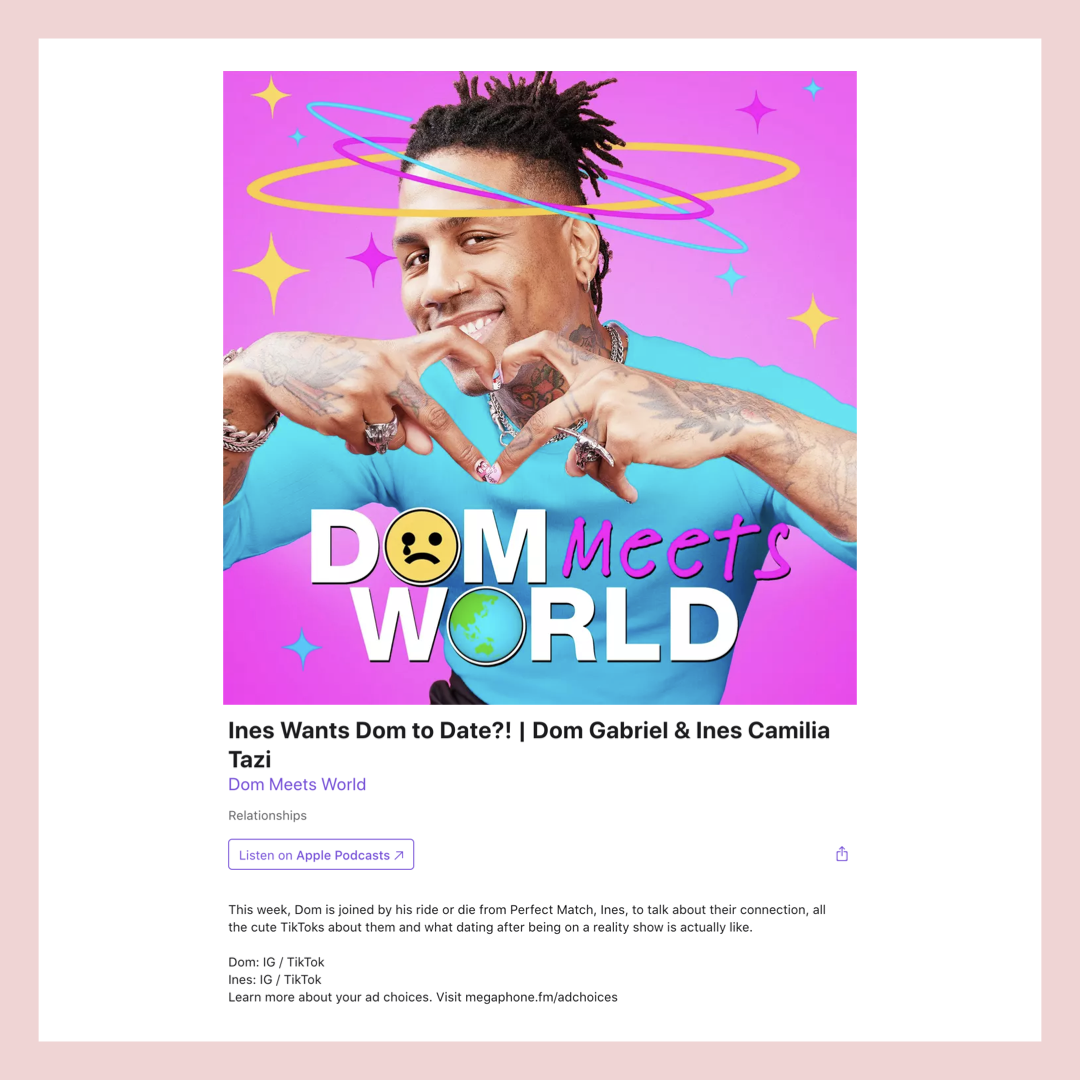 DOM Meets
WORLD
Ines Wants Dom to Date?! | Dom Gabriel & Ines Camilia
Tazi
Dom Meets World
Relationships
Listen on Apple Podcasts ↗
This week, Dom is joined by his ride or die from Perfect Match, Ines, to talk about their connection, all
the cute TikToks about them and what dating after being on a reality show is actually like.
Dom: IG / TikTok
Ines: IG / TikTok
Learn more about your ad choices. Visit megaphone.fm/adchoices